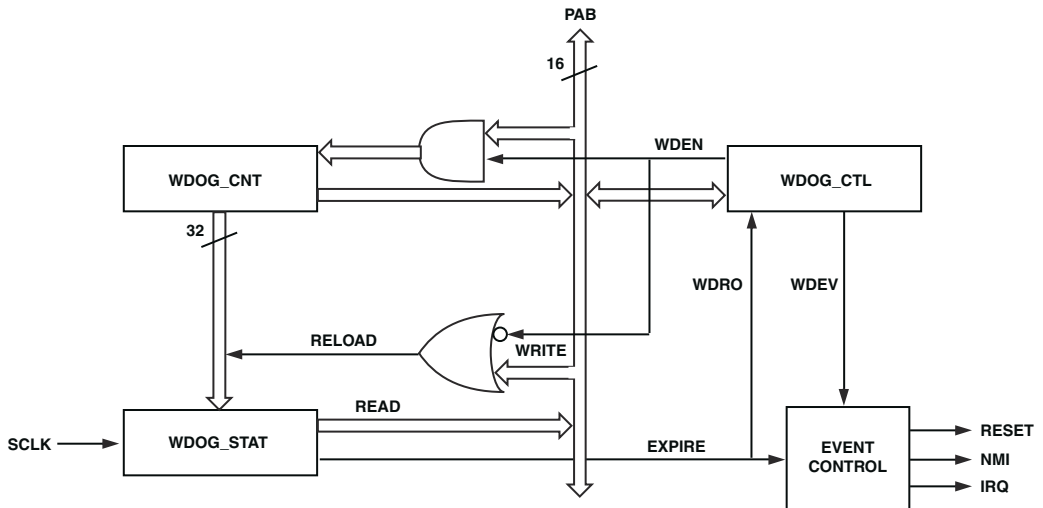 PAB
16
WDEN
WDOG_CNT
WDOG_CTL
32
WDRO
WDEV
RELOAD
WRITE
READ
SCLK
WDOG_STAT
EXPIRE
EVENT
CONTROL
RESET
NMI
IRQ